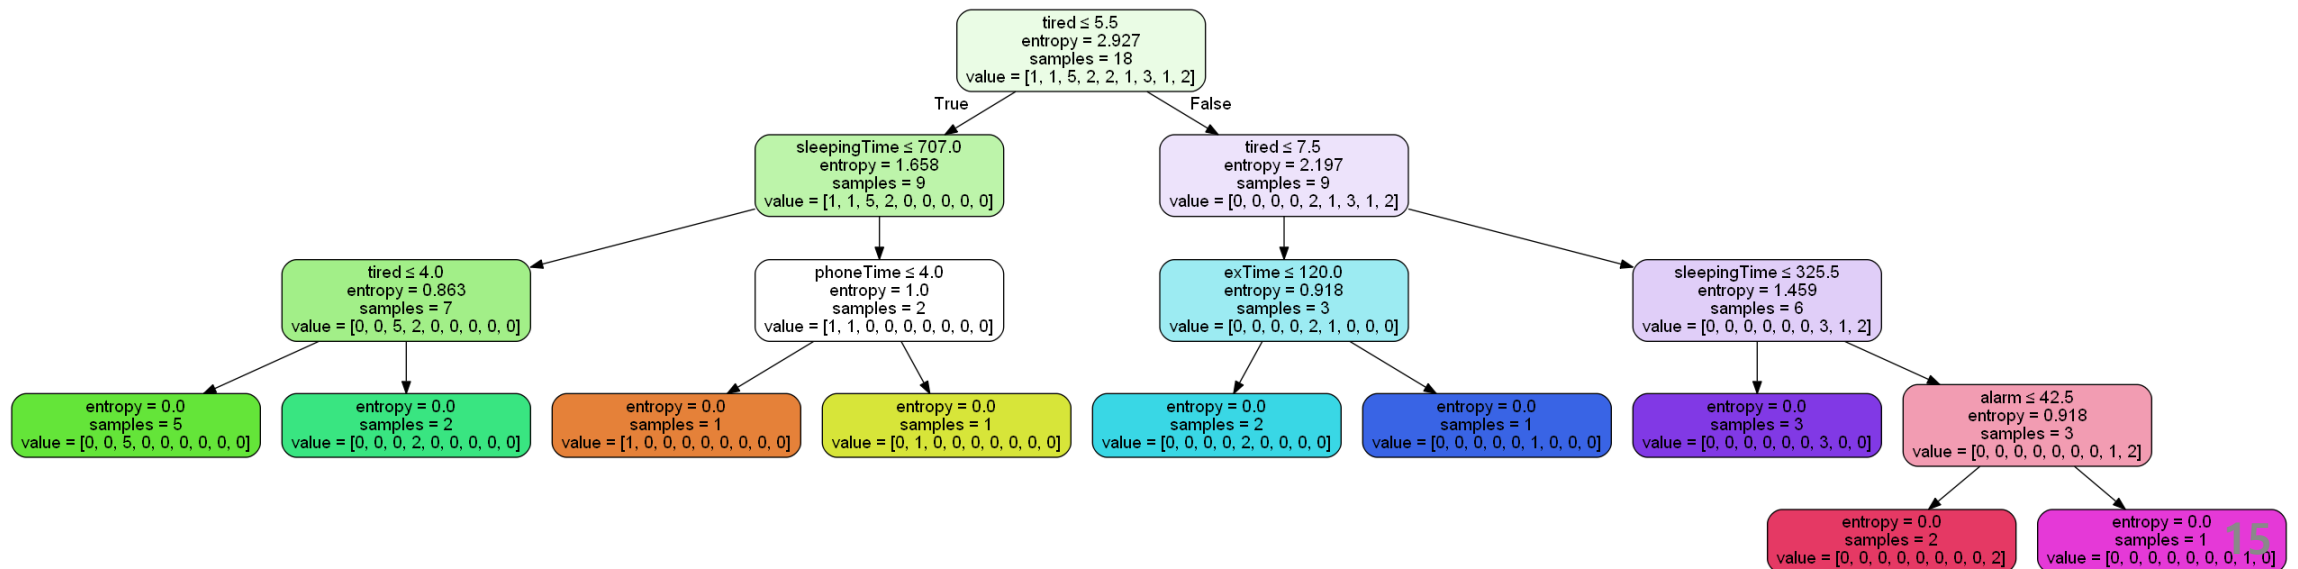 tired ≤ 5.5
entropy = 2.927
samples = 18
value = [1, 1, 5, 2, 2, 1, 3, 1, 2]
True
False
sleepingTime ≤ 707.0
entropy = 1.658
samples = 9
value = [1, 1, 5, 2, 0, 0, 0, 0, 0]
tired ≤ 7.5
entropy = 2.197
samples = 9
value = [0, 0, 0, 0, 2, 1, 3, 1, 2]
tired ≤ 4.0
entropy = 0.863
samples = 7
value = [0, 0, 5, 2, 0, 0, 0, 0, 0]
phoneTime ≤ 4.0
entropy = 1.0
samples = 2
value = [1, 1, 0, 0, 0, 0, 0, 0, 0]
exTime ≤ 120.0
entropy = 0.918
samples = 3
value = [0, 0, 0, 0, 2, 1, 0, 0, 0]
sleepingTime ≤ 325.5
entropy = 1.459
samples = 6
value = [0, 0, 0, 0, 0, 0, 3, 1, 2]
entropy = 0.0
samples = 5
value = [0, 0, 5, 0, 0, 0, 0, 0, 0]
entropy = 0.0
samples = 2
value = [0, 0, 0, 2, 0, 0, 0, 0, 0]
entropy = 0.0
samples = 1
value = [1, 0, 0, 0, 0, 0, 0, 0, 0]
entropy = 0.0
samples = 1
value = [0, 1, 0, 0, 0, 0, 0, 0, 0]
entropy = 0.0
samples = 2
value = [0, 0, 0, 0, 2, 0, 0, 0, 0]
entropy = 0.0
samples = 1
value = [0, 0, 0, 0, 0, 1, 0, 0, 0]
entropy = 0.0
samples = 3
value = [0, 0, 0, 0, 0, 0, 3, 0, 0]
alarm ≤ 42.5
entropy = 0.918
samples = 3
value = [0, 0, 0, 0, 0, 0, 0, 1, 2]
entropy = 0.0
samples = 2
value = [0, 0, 0, 0, 0, 0, 0, 0, 2]
entropy = 0.0
samples = 1
value = [0, 0, 0, 0, 0, 0, 0, 1, 0]
15